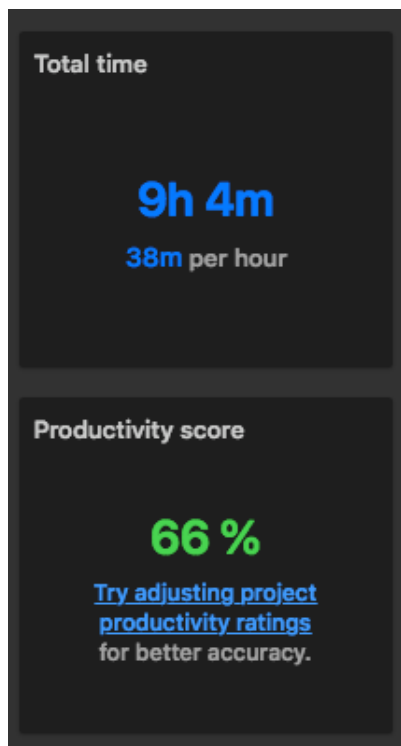 Total time
9h 4m
38m per hour
Productivity score
66 %
Try adjusting project
productivity ratings
for better accuracy.